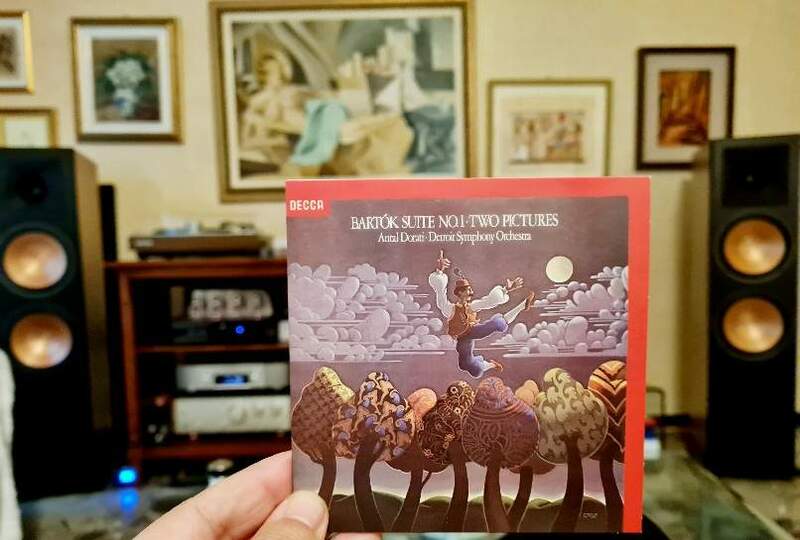 DECCA
BARTÓK SUITE NO.1·TWO PICTURES
Antal Dorati·Detroit Symphony Orchestra